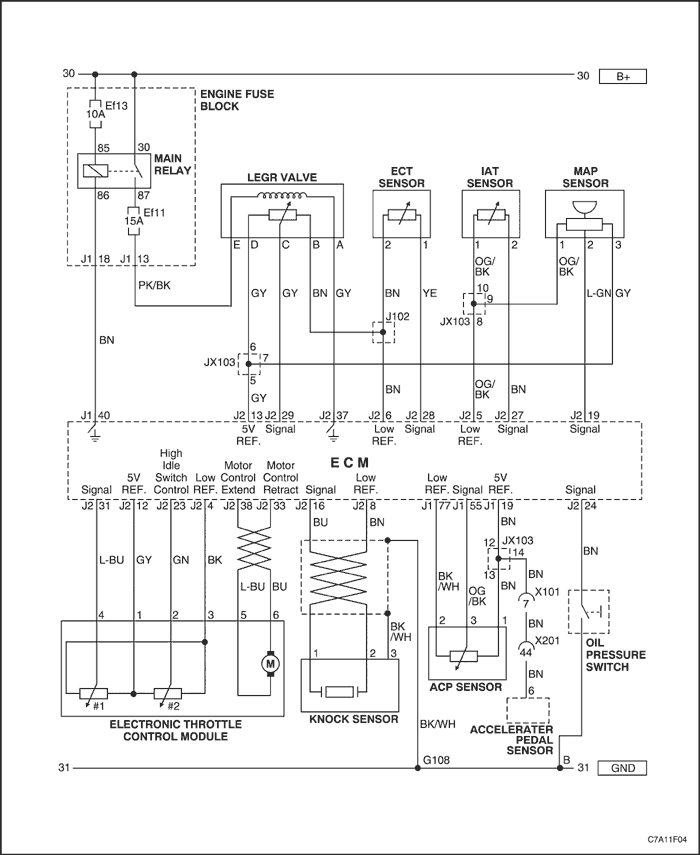 30 30 B+
ENGINE FUSE
BLOCK
Ef13
10A
85 30
MAIN
RELAY
86 87
Ef11
15A
J1 18 J1 13
PK/BK
BN
LEGR VALVE
E D C B A
GY GY BN GY
ECT
SENSOR
2 1
BN YE
J102
BN
IAT
SENSOR
1 2
OG/
BK
10
9
JX103 8
OG/
BK
BN
MAP
SENSOR
1 2 3
OG/
BK
L-GN GY
6
JX103 7
5
GY
J1 40 J2 13 J2 29 J2 37 J2 6 J2 28 J2 5 J2 27 J2 19
5V
REF.
Signal
Low
REF.
Signal
Low
REF.
Signal
Signal
ECM
Signal
5V
REF.
High
Idle
Switch
Control
Low
REF.
Motor
Control
Extend
Motor
Control
Retract
Signal
Low
REF.
Low
REF.
Signal
5V
REF.
Signal
J2 31 J2 12 J2 23 J2 4 J2 38 J2 33 J2 16 J2 8 J1 77 J1 55 J1 19 J2 24
L-BU GY GN BK L-BU BU
4 1 2 3 5 6
M
#1 #2
ELECTRONIC THROTTLE
CONTROL MODULE
BU BN
BK
/WH
1 2 3
KNOCK SENSOR
BK/WH
BK
/WH
OG
/BK
BN
12 JX103
14
13
BN
BN
2 3 1
ACP SENSOR
X101
7
BN
X201
44
BN
6
ACCELERATER
PEDAL
SENSOR
BN
OIL
PRESSURE
SWITCH
31 G108 B 31 GND
C7A11F04